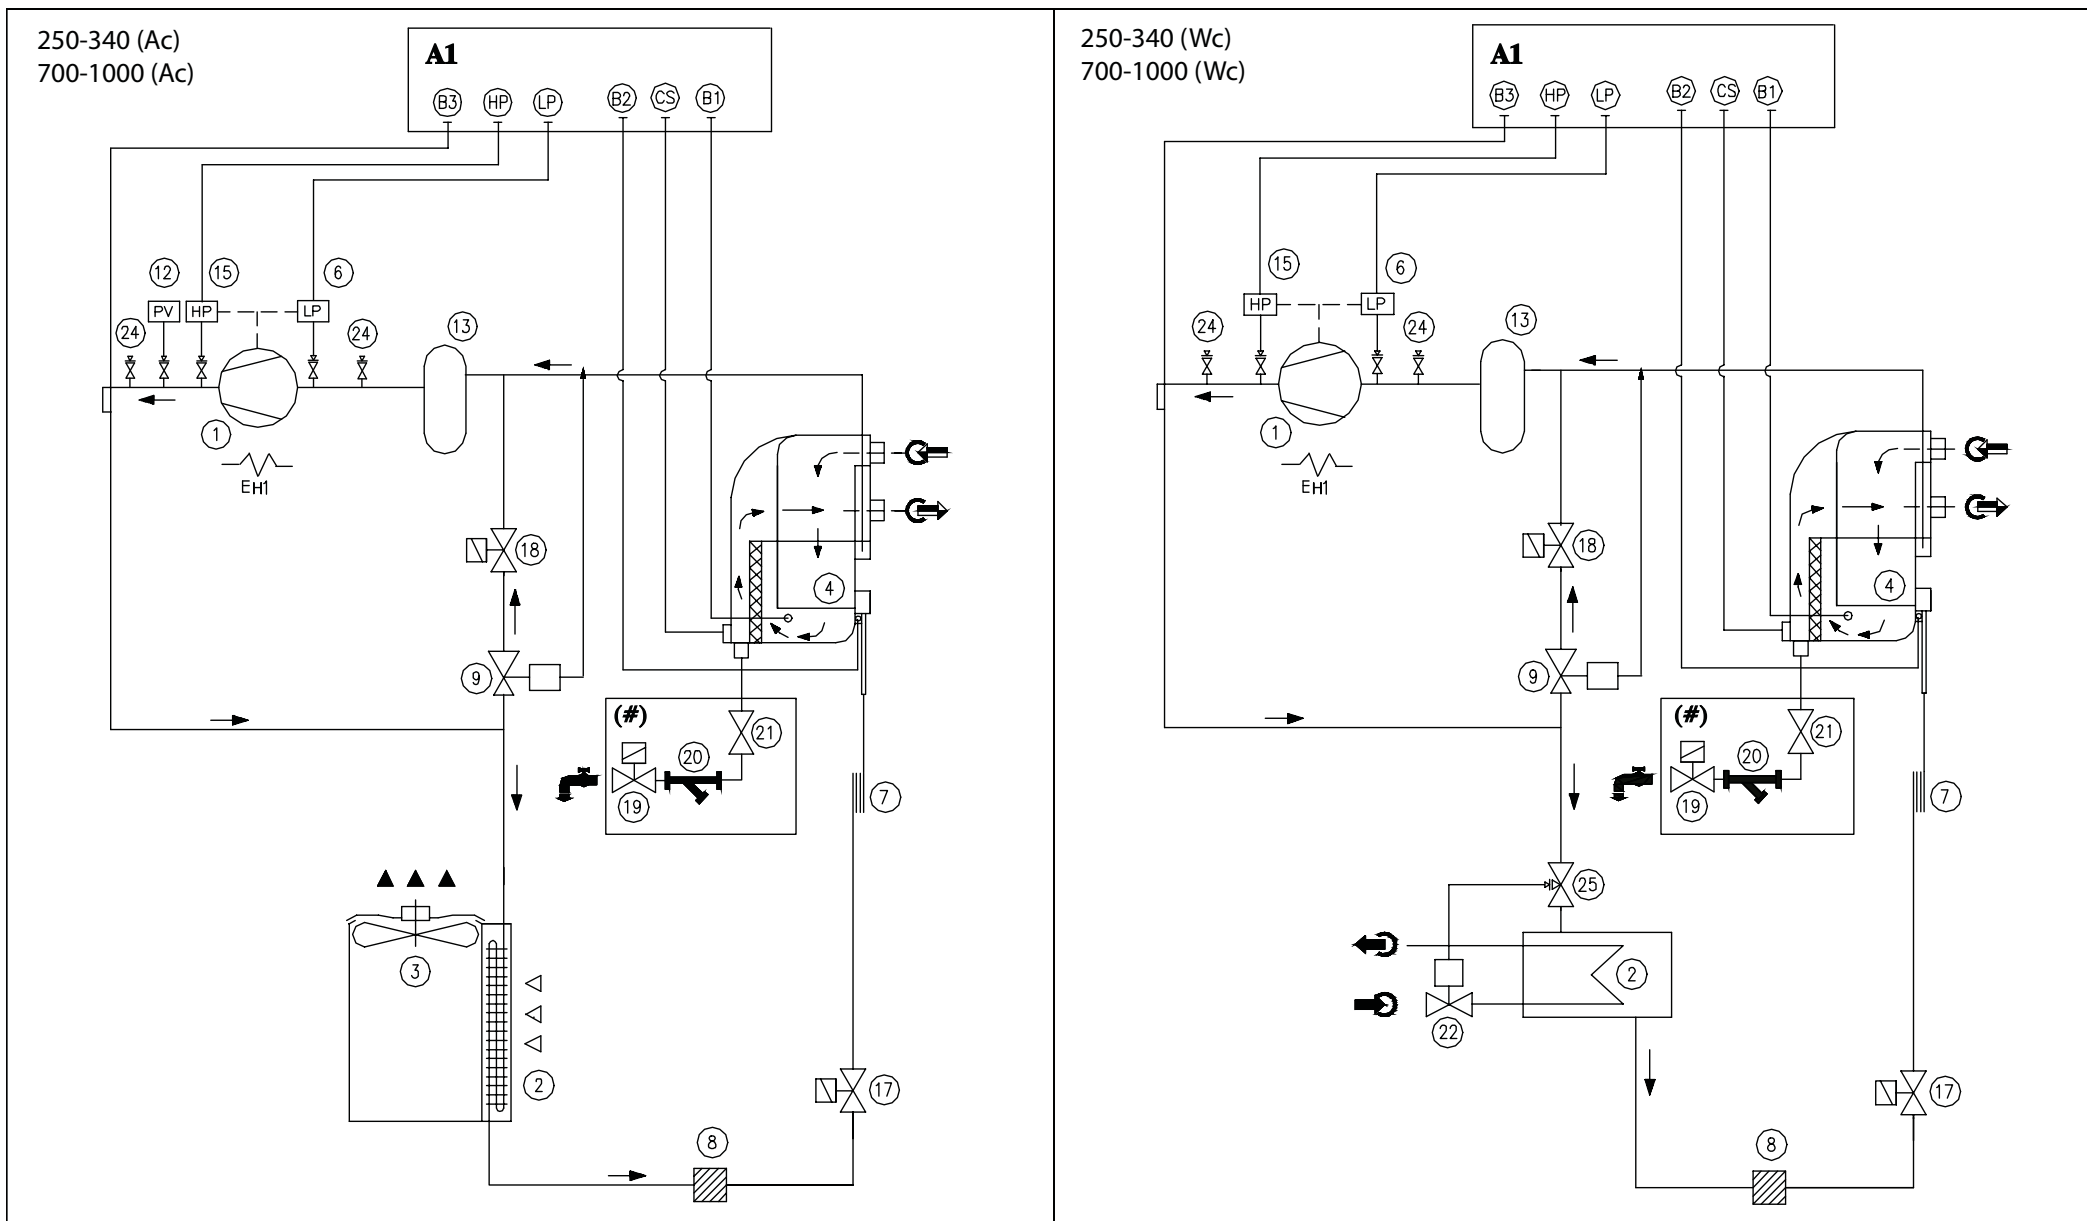 250-340 (Ac)
700-1000 (Ac)
A1
B3 HP LP B2 CS B1
12 15 6
PV HP LP
24 24 13
1
EH1
18
4
9
(#)
21
20
19
7
3
2
17
8
250-340 (Wc)
700-1000 (Wc)
A1
B3 HP LP B2 CS B1
15 6
HP LP
24 24 13
1
EH1
18
4
9
(#)
21
20
19
7
25
2
22
17
8